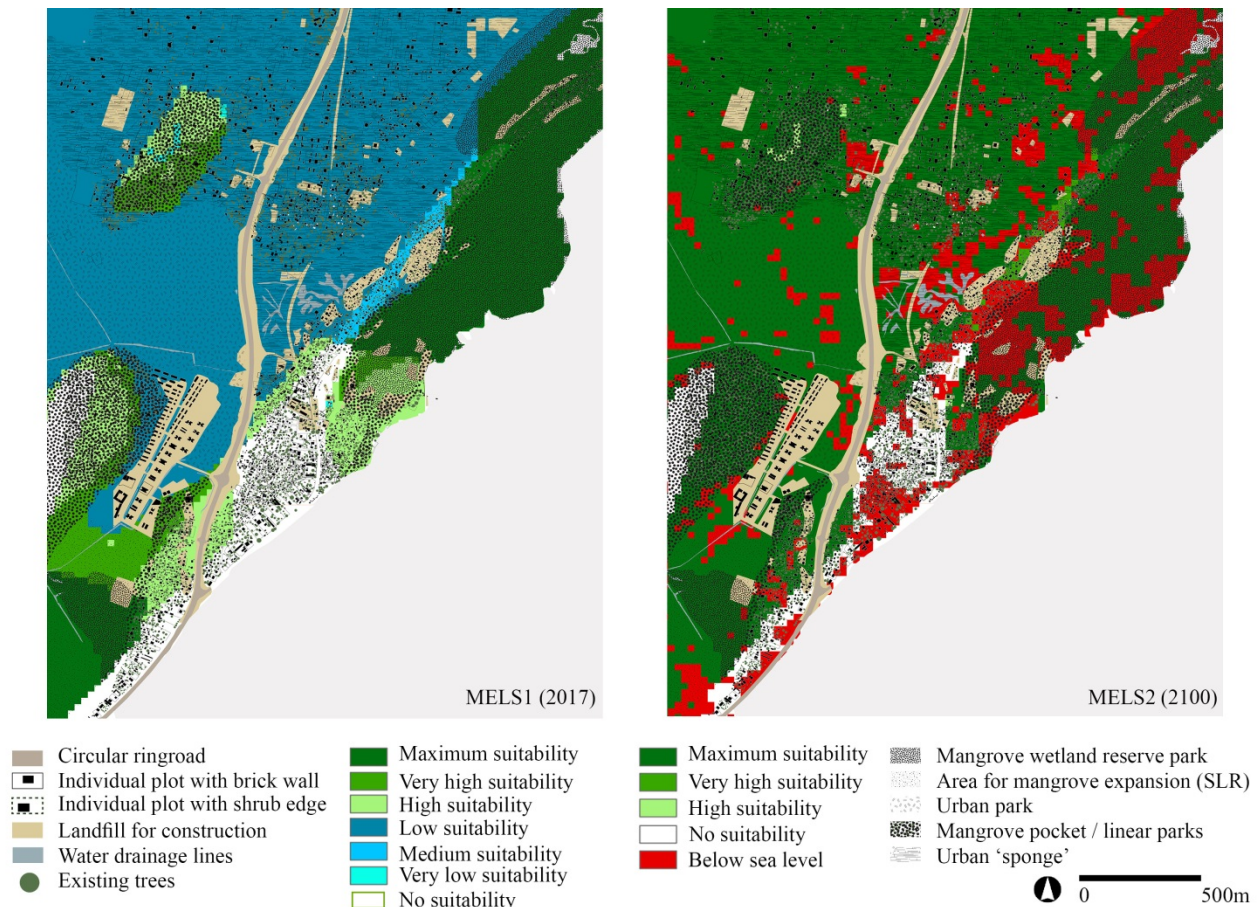 MELS1 (2017)
MELS2 (2100)
Circular ringroad
Individual plot with brick wall
Individual plot with shrub edge
Landfill for construction
Water drainage lines
Existing trees
Maximum suitability
Very high suitability
High suitability
Low suitability
Medium suitability
Very low suitability
No suitability
Maximum suitability
Very high suitability
High suitability
No suitability
Below sea level
Mangrove wetland reserve park
Area for mangrove expansion (SLR)
Urban park
Mangrove pocket / linear parks
Urban ‘sponge’
0 500m